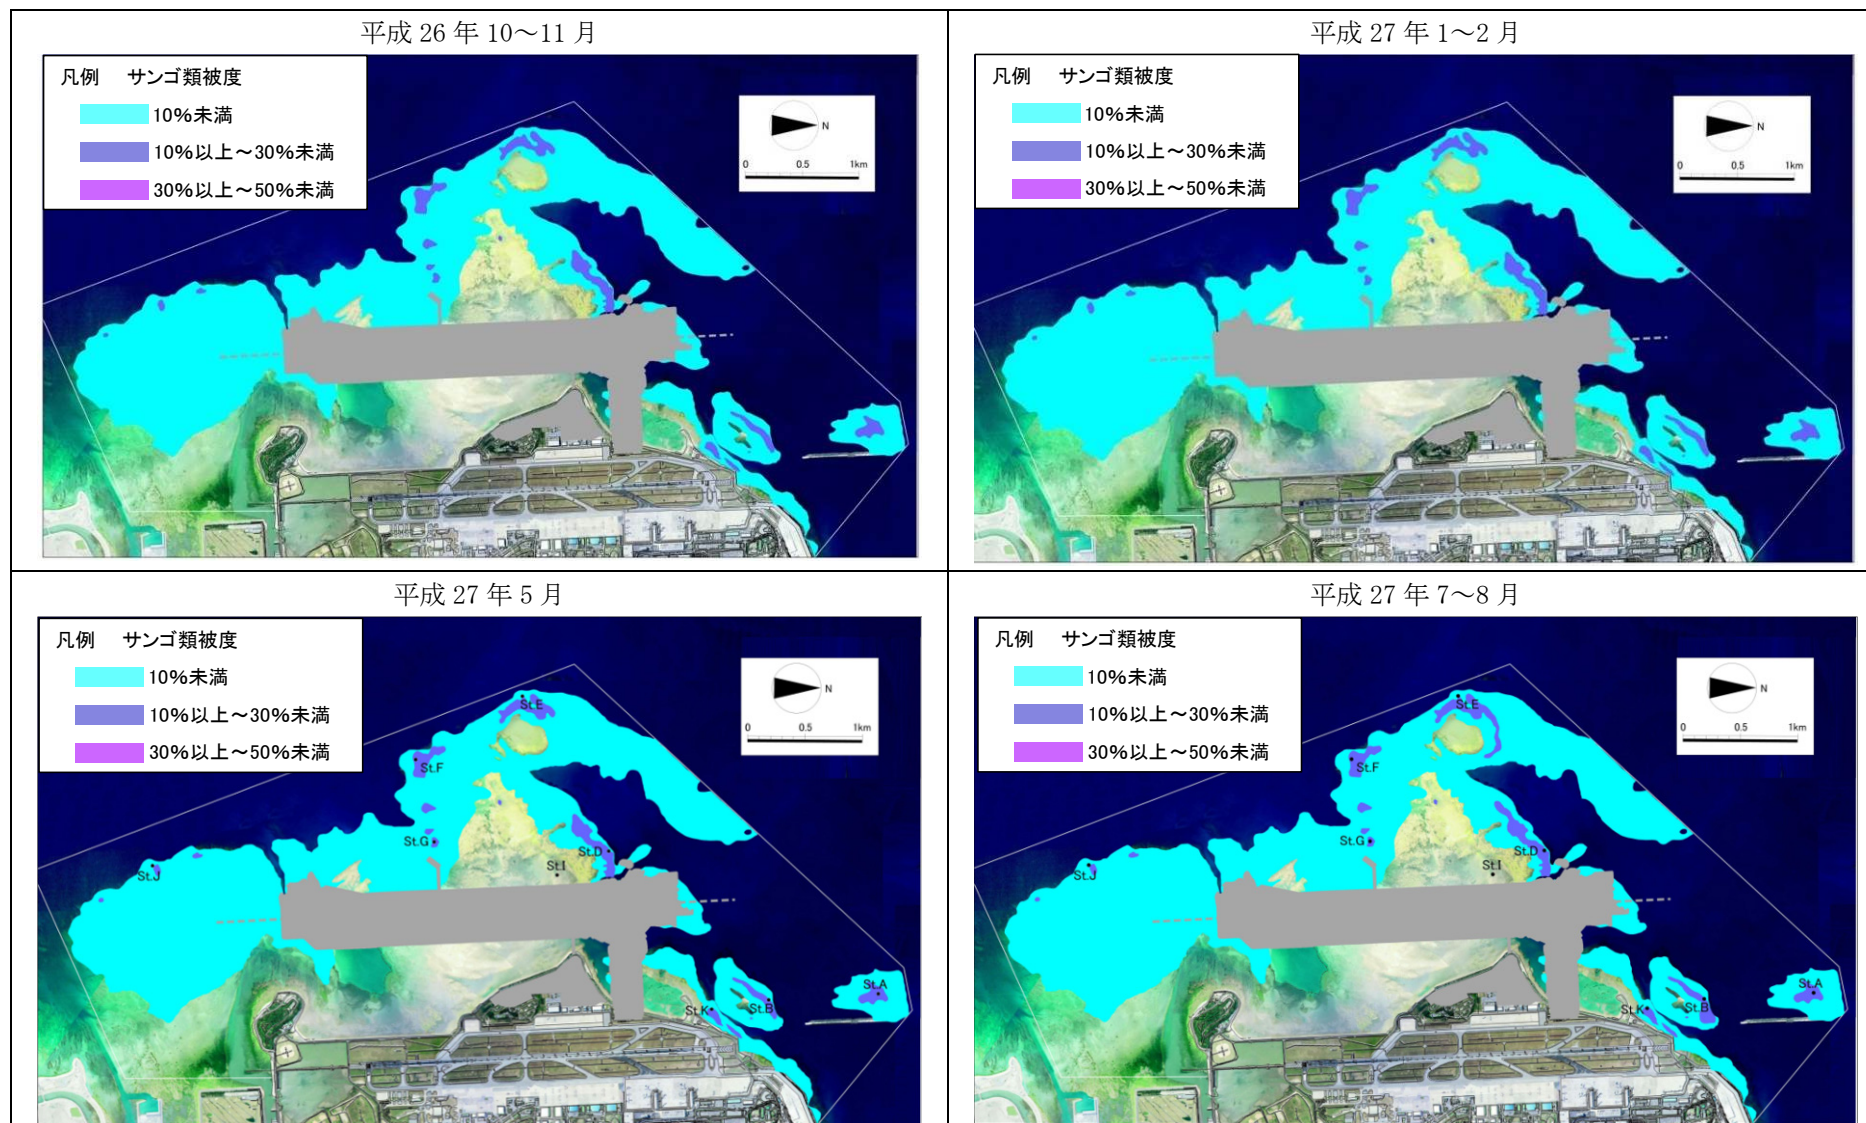 平成 26 年 10～11 月
凡例 サンゴ類被度
10%未満
10%以上～30%未満
30%以上～50%未満
N
0 0.5 1km
平成 27 年 1～2 月
凡例 サンゴ類被度
10%未満
10%以上～30%未満
30%以上～50%未満
N
0 0.5 1km
平成 27 年 5 月
凡例 サンゴ類被度
10%未満
10%以上～30%未満
30%以上～50%未満
N
0 0.5 1km
St.E
St.F
St.G
St.D
St.I
St.J
St.A
St.K
St.B
平成 27 年 7～8 月
凡例 サンゴ類被度
10%未満
10%以上～30%未満
30%以上～50%未満
N
0 0.5 1km
St.E
St.F
St.G
St.D
St.I
St.J
St.A
St.K
St.B